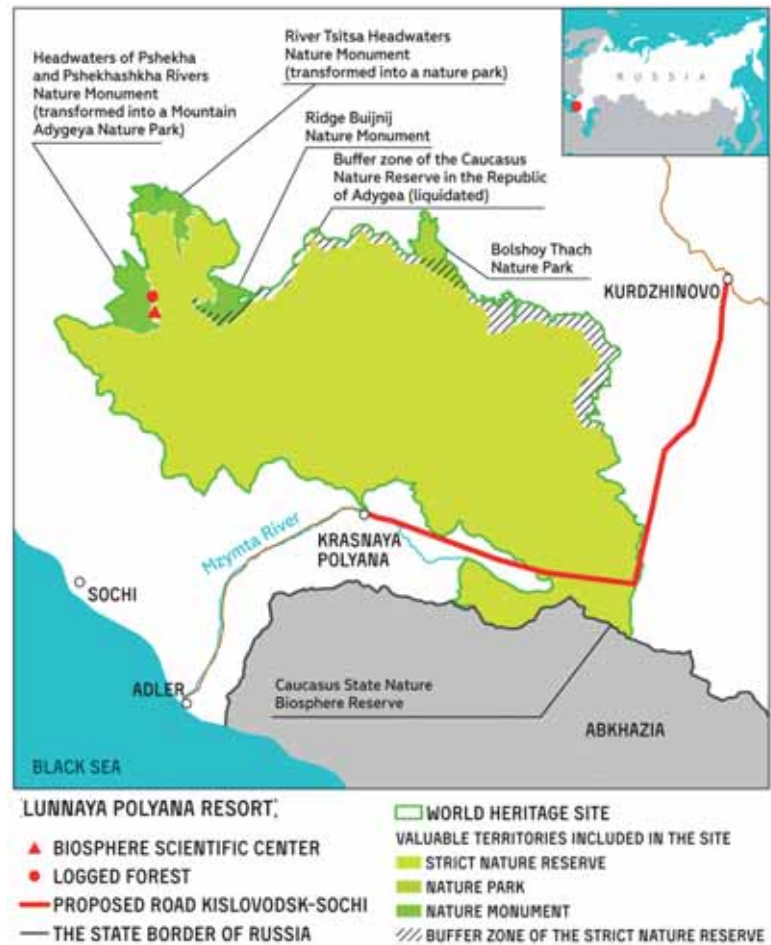 Headwaters of Pshekha
and Pshekhashkha Rivers
Nature Monument
(transformed into a Mountain
Adygeya Nature Park)
River Tsitsa Headwaters
Nature Monument
(transformed into a nature park)
Ridge Buijnij
Nature Monument
Buffer zone of the Caucasus
Nature Reserve in the Republic
of Adygea (liquidated)
Bolshoy Thach
Nature Park
RUSSIA
KURDZHINOVO
Mzymta River
KRASNAYA
POLYANA
SOCHI
ADLER
Caucasus State Nature
Biosphere Reserve
ABKHAZIA
BLACK SEA
'LUNNAYA POLYANA RESORT'.
BIOSPHERE SCIENTIFIC CENTER
LOGGED FOREST
PROPOSED ROAD KISLOVODSK-SOCHI
THE STATE BORDER OF RUSSIA
WORLD HERITAGE SITE
VALUABLE TERRITORIES INCLUDED IN THE SITE
STRICT NATURE RESERVE
NATURE PARK
NATURE MONUMENT
BUFFER ZONE OF THE STRICT NATURE RESERVE